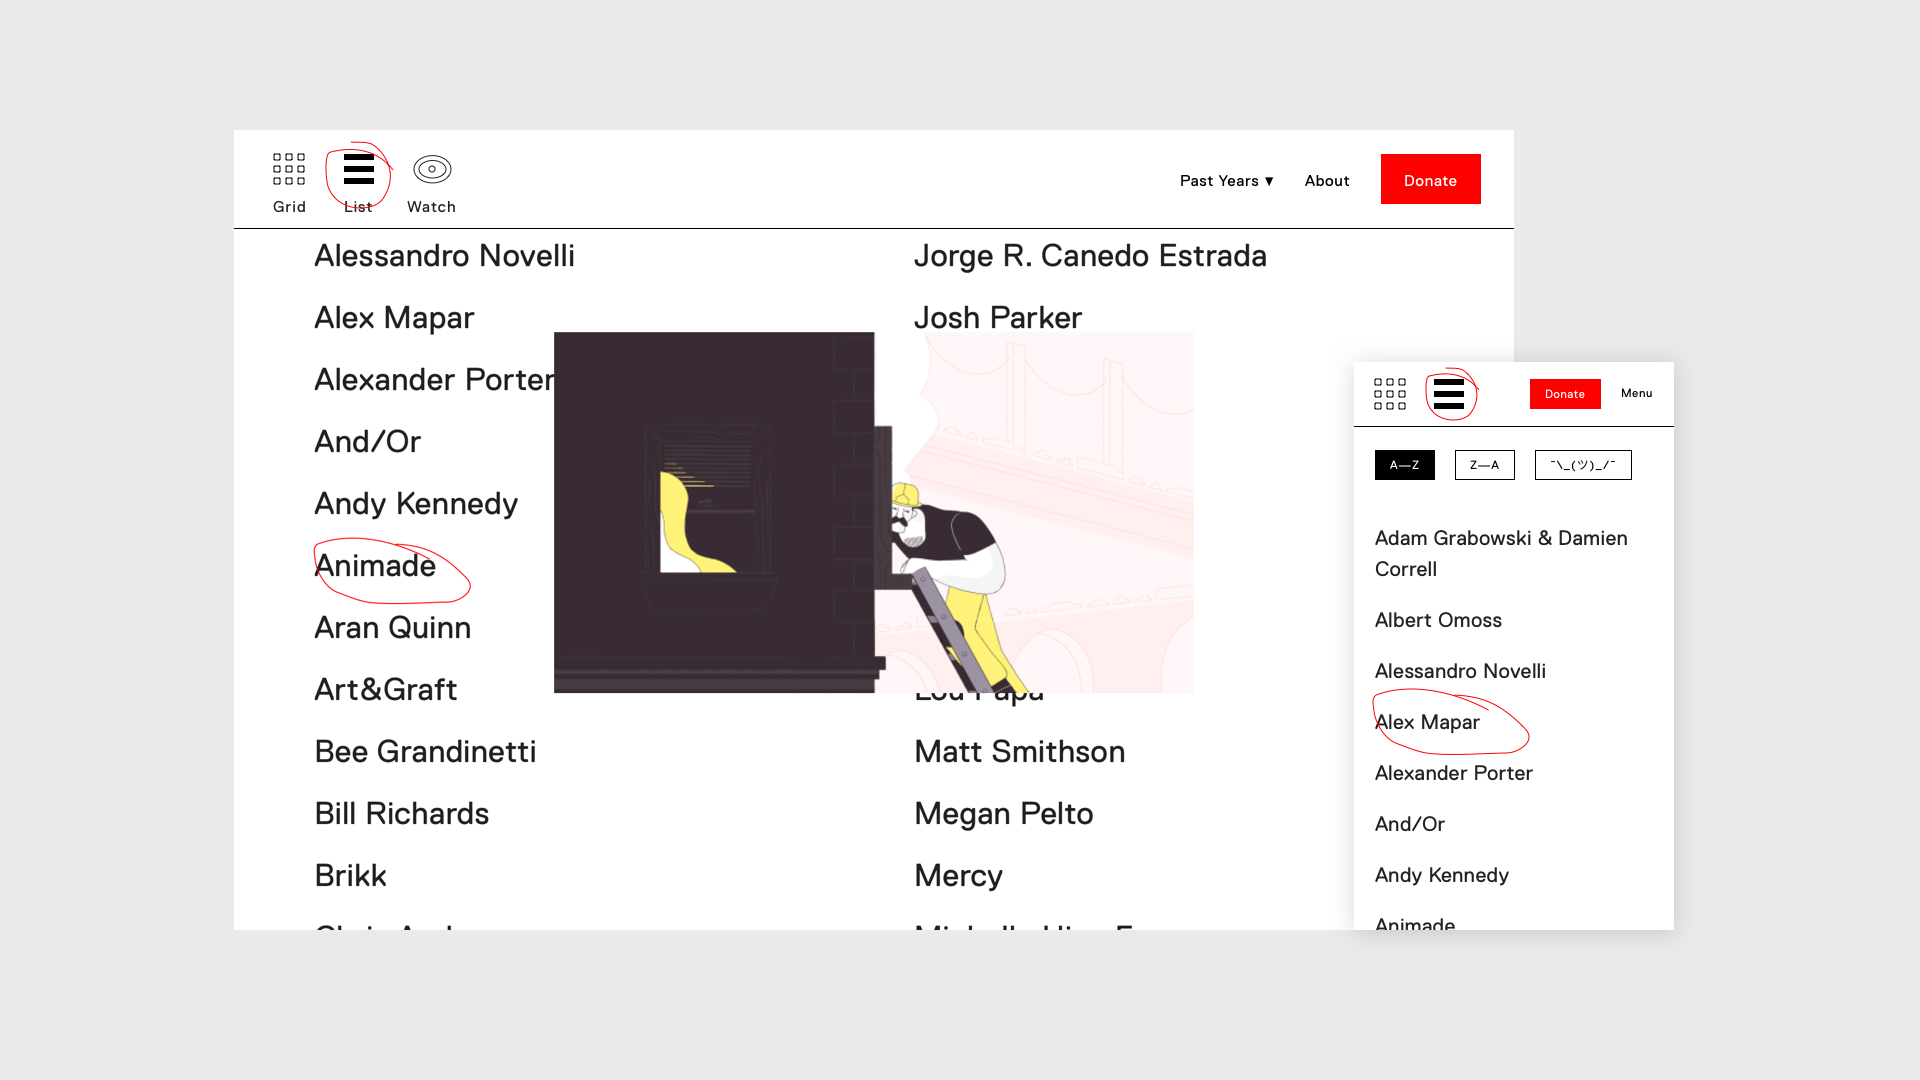 Grid
List
Watch
Past Years ▾
About
Donate
Alessandro Novelli
Alex Mapar
Alexander Porter
And/Or
Andy Kennedy
Animade
Aran Quinn
Art&Graft
Bee Grandinetti
Bill Richards
Brikk
Jorge R. Canedo Estrada
Josh Parker
Lou Papa
Matt Smithson
Megan Pelto
Mercy
Donate
Menu
A—Z
Z—A
¯\_(ツ)_/¯
Adam Grabowski & Damien
Correll
Albert Omoss
Alessandro Novelli
Alex Mapar
Alexander Porter
And/Or
Andy Kennedy
Animade